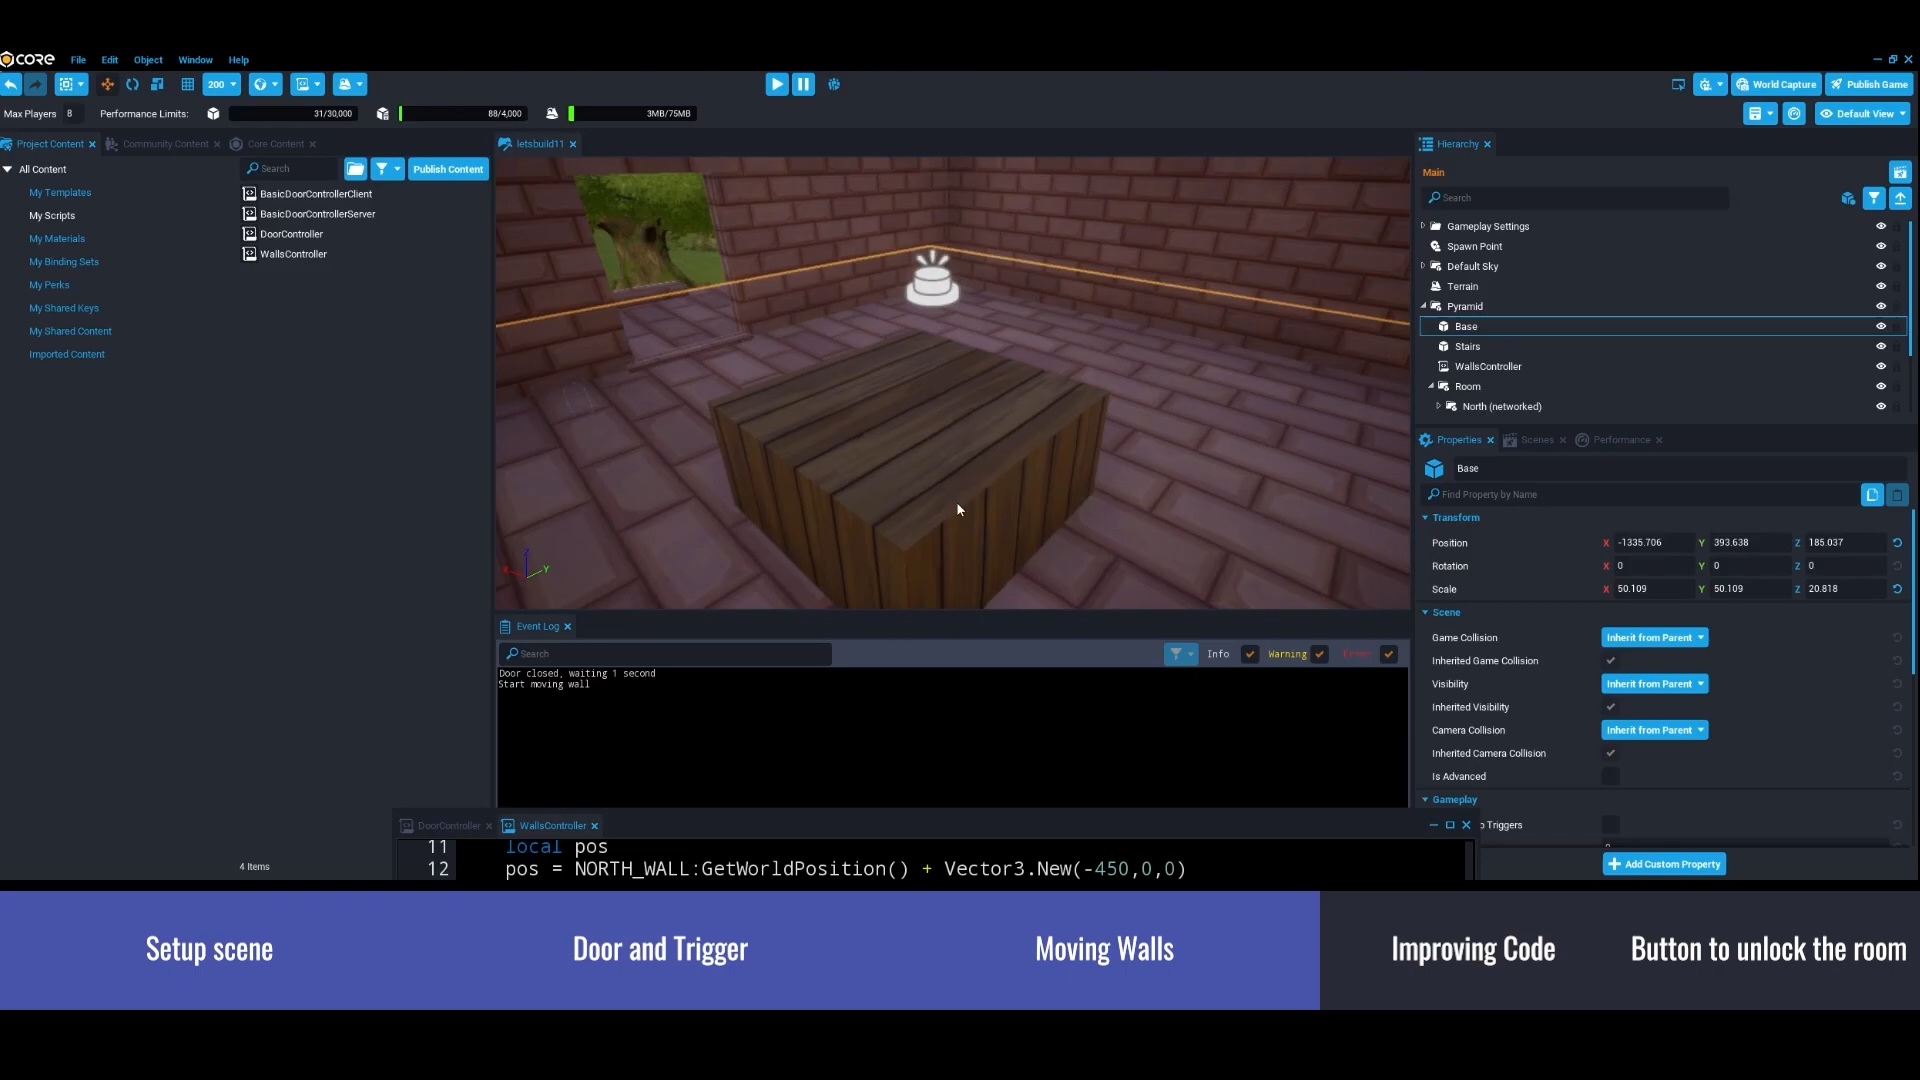 CORE File Edit Object Window Help
200 World Capture Publish Game
Max Players 8 Performance Limits: 31/30,000 88/4,000 3MB/75MB Default View
Project Content Community Content Core Content
All Content
My Templates
My Scripts
My Materials
My Binding Sets
My Perks
My Shared Keys
My Shared Content
Imported Content
Search Publish Content
BasicDoorControllerClient
BasicDoorControllerServer
DoorController
WallsController
4 Items
letsbuild11
X Y Z
Event Log
Search Info Warning Error
Door closed, waiting 1 second
Start moving wall
DoorController WallsController
11 local pos
12 pos = NORTH_WALL:GetWorldPosition() + Vector3.New(-450,0,0)
Hierarchy
Main
Search
Gameplay Settings
Spawn Point
Default Sky
Terrain
Pyramid
Base
Stairs
WallsController
Room
North (networked)
Properties Scenes Performance
Base
Find Property by Name
Transform
Position X -1335.706 Y 393.638 Z 185.037
Rotation X 0 Y 0 Z 0
Scale X 50.109 Y 50.109 Z 20.818
Scene
Game Collision Inherit from Parent
Inherited Game Collision
Visibility Inherit from Parent
Inherited Visibility
Camera Collision Inherit from Parent
Inherited Camera Collision
Is Advanced
Gameplay
Triggers
Add Custom Property
Setup scene Door and Trigger Moving Walls Improving Code Button to unlock the room